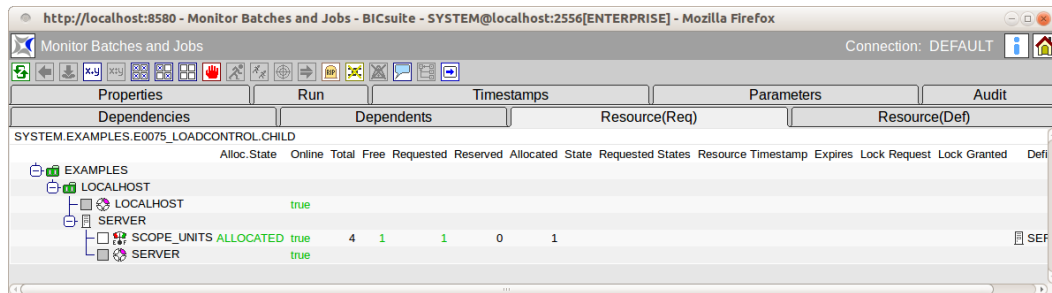 http://localhost:8580 - Monitor Batches and Jobs - BICsuite - SYSTEM@localhost:2556[ENTERPRISE] - Mozilla Firefox
Monitor Batches and Jobs Connection: DEFAULT
x,y x:y RIP
Properties Run Timestamps Parameters Audit
Dependencies Dependents Resource(Req) Resource(Def)
SYSTEM.EXAMPLES.E0075_LOADCONTROL.CHILD
Alloc.State Online Total Free Requested Reserved Allocated State Requested States Resource Timestamp Expires Lock Request Lock Granted Defi
EXAMPLES
LOCALHOST
LOCALHOST true
SERVER
SCOPE_UNITS ALLOCATED true 4 1 1 0 1 SER
SERVER true